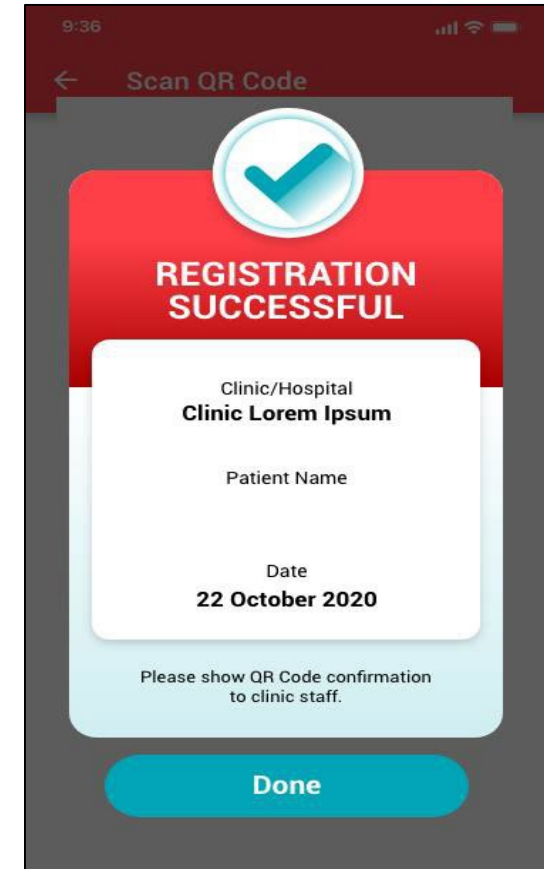 9:36
Scan QR Code
REGISTRATION
SUCCESSFUL
Clinic/Hospital
Clinic Lorem Ipsum
Patient Name
Date
22 October 2020
Please show QR Code confirmation
to clinic staff.
Done